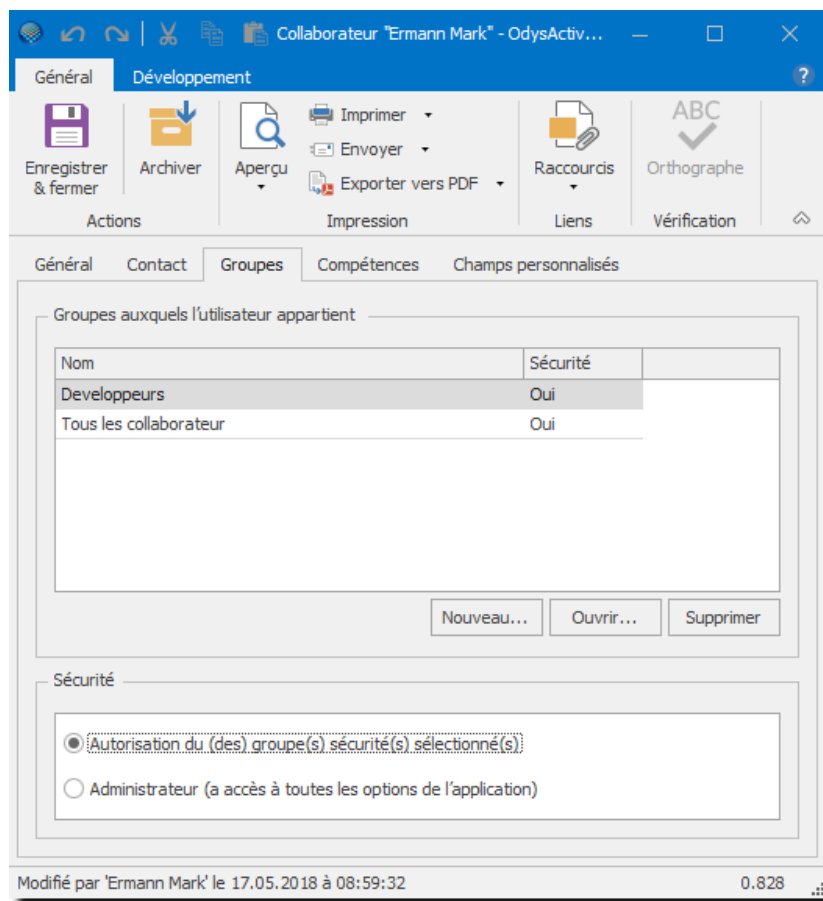 Collaborateur "Ermann Mark" - OdysActiv...
Général Développement ?
Imprimer
Envoyer
Exporter vers PDF
Enregistrer & fermer
Archiver
Aperçu
Raccourcis
ABC
Orthographe
Actions Impression Liens Vérification
Général Contact Groupes Compétences Champs personnalisés
Groupes auxquels l'utilisateur appartient
Nom Sécurité
Developpeurs Oui
Tous les collaborateur Oui
Nouveau... Ouvrir... Supprimer
Sécurité
Autorisation du (des) groupe(s) sécurité(s) sélectionné(s)
Administrateur (a accès à toutes les options de l'application)
Modifié par 'Ermann Mark' le 17.05.2018 à 08:59:32 0.828